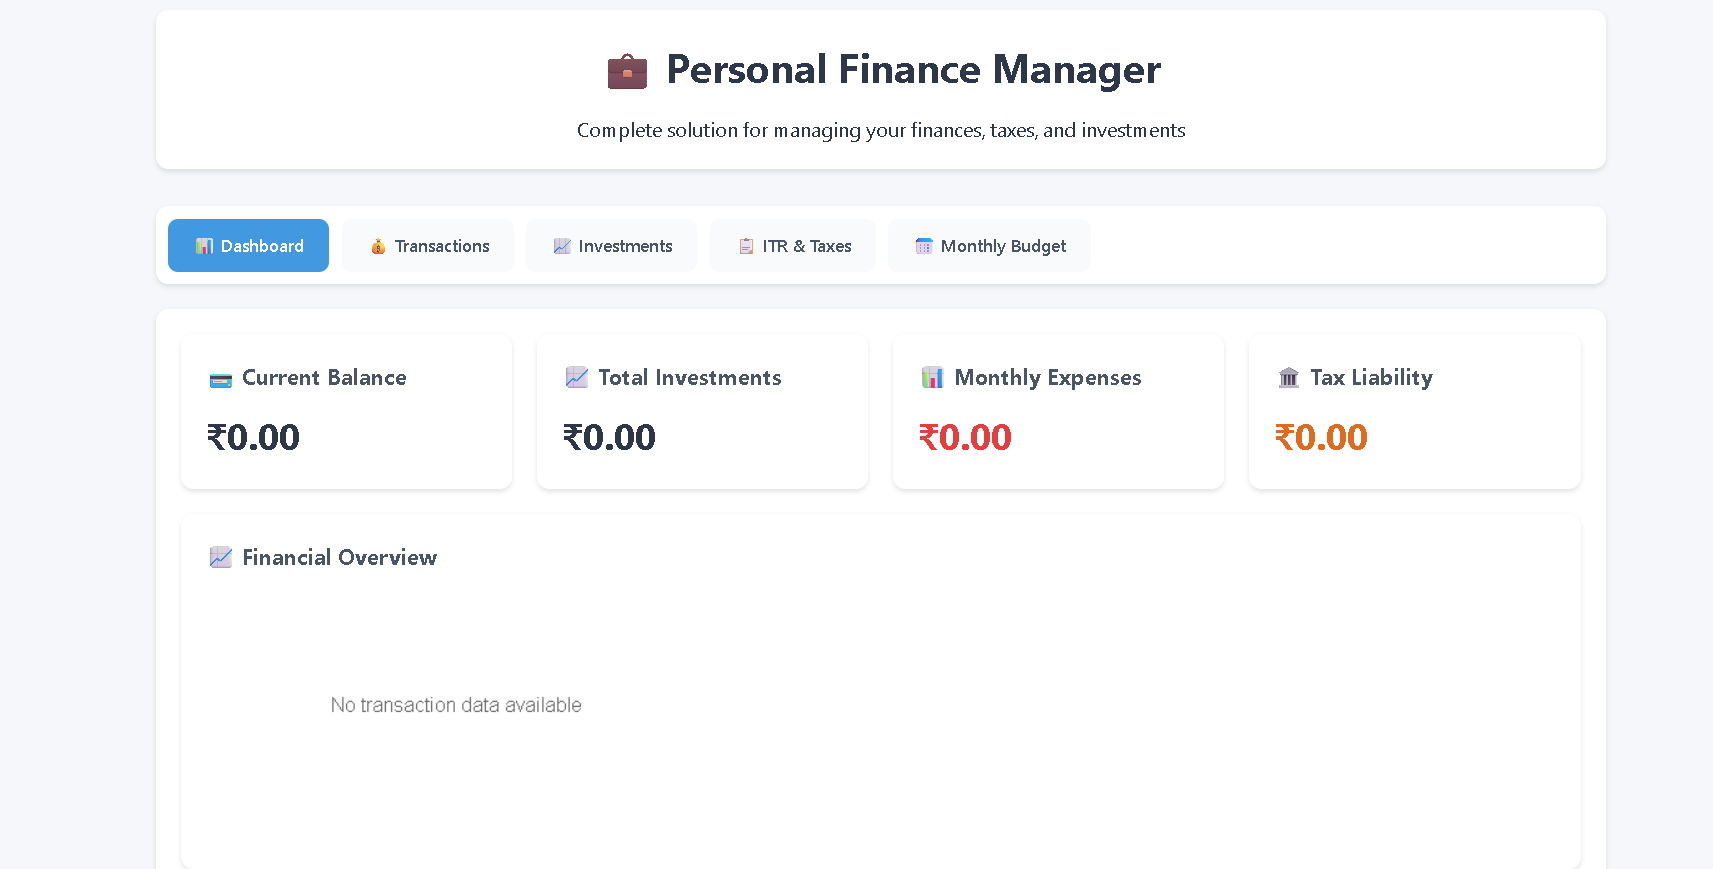 Personal Finance Manager
Complete solution for managing your finances, taxes, and investments
Dashboard Transactions Investments ITR & Taxes Monthly Budget
Current Balance
₹0.00
Total Investments
₹0.00
Monthly Expenses
₹0.00
Tax Liability
₹0.00
Financial Overview
No transaction data available